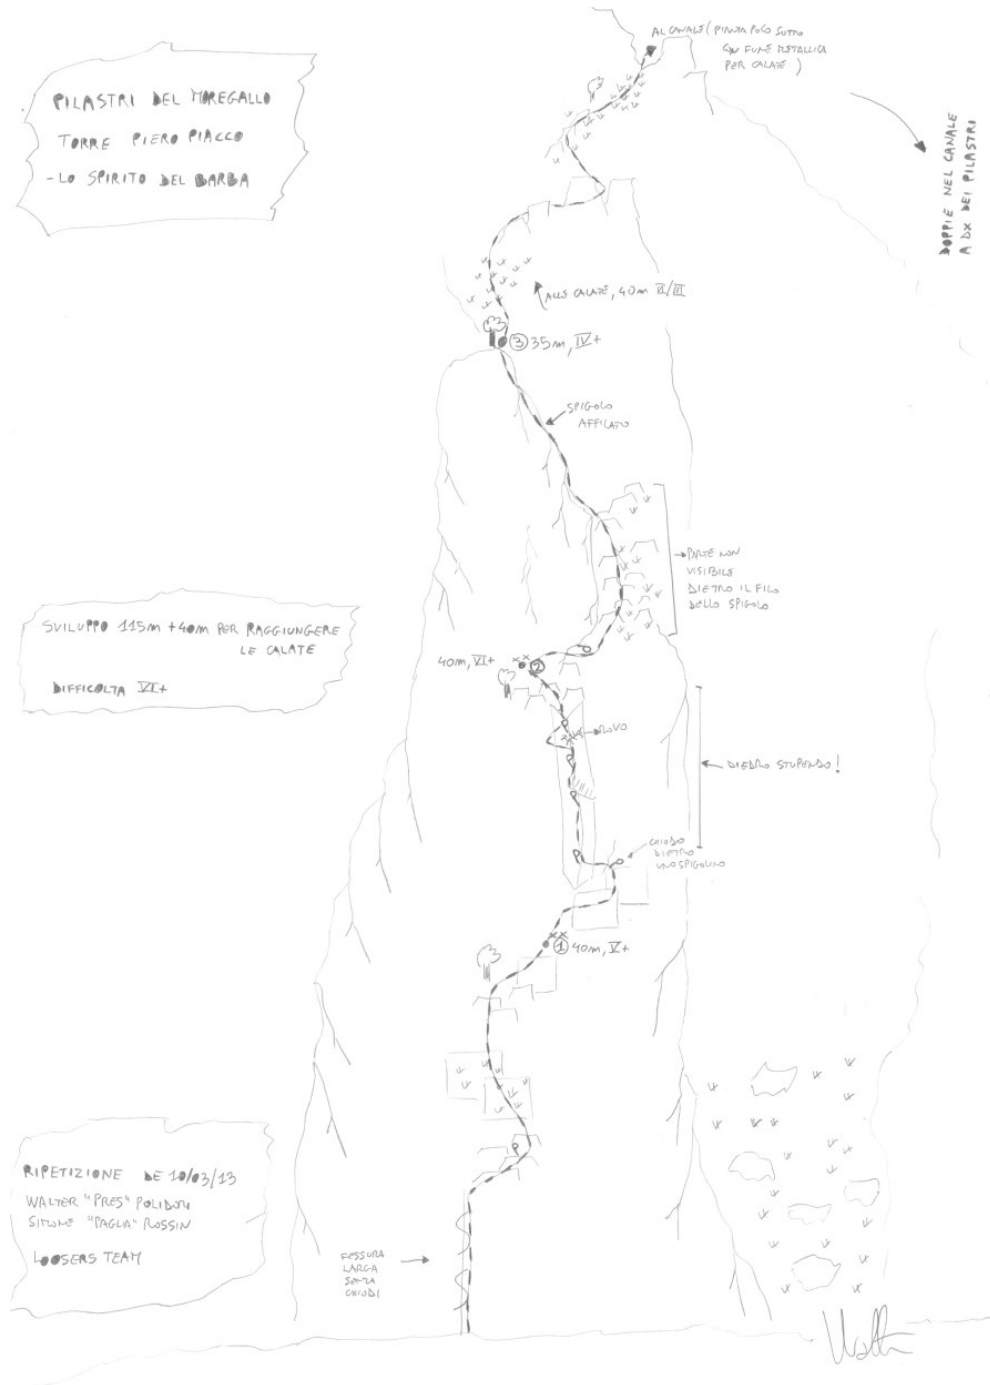 AL CANALE (PIANTA POCO SOTTO
CON FUNE METALLICA
PER CALATE)
PILASTRI DEL MOREGALLO
TORRE PIERO PIACCO
- LO SPIRITO DEL BARBA
DOPPIE NEL CANALE
A DX DEI PILASTRI
ALLE CALATE, 40m II/III
3 35m, IV+
SPIGOLO
AFFILATO
PARTE NON
VISIBILE
DIETRO IL FILO
DELLO SPIGOLO
SVILUPPO 115m + 40m PER RAGGIUNGERE
LE CALATE
DIFFICOLTA VI+
40m, VI+ 2
ROVO
DIEDRO STUPENDO!
CHIODO
DIETRO
UNO SPIGOLINO
1 40m, V+
RIPETIZIONE DE 10/03/13
WALTER "PRES" POLIDORI
SIMONE "PAGLIA" ROSSIN
LOOSERS TEAM
FESSURA
LARGA
SENZA
CHIODI